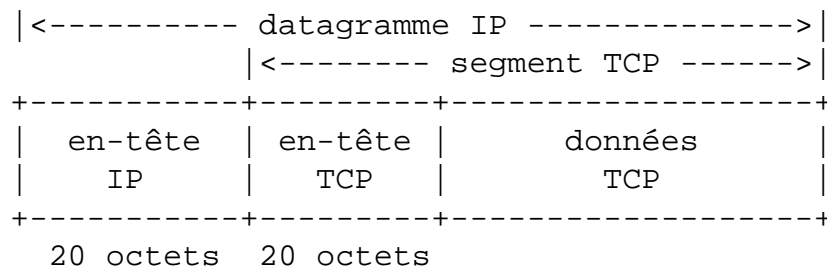 |<---------- datagramme IP -------------->|
|<-------- segment TCP ------>|
+-----------+---------+-------------------+
| en-tête | en-tête | données |
| IP | TCP | TCP |
+-----------+---------+-------------------+
20 octets 20 octets